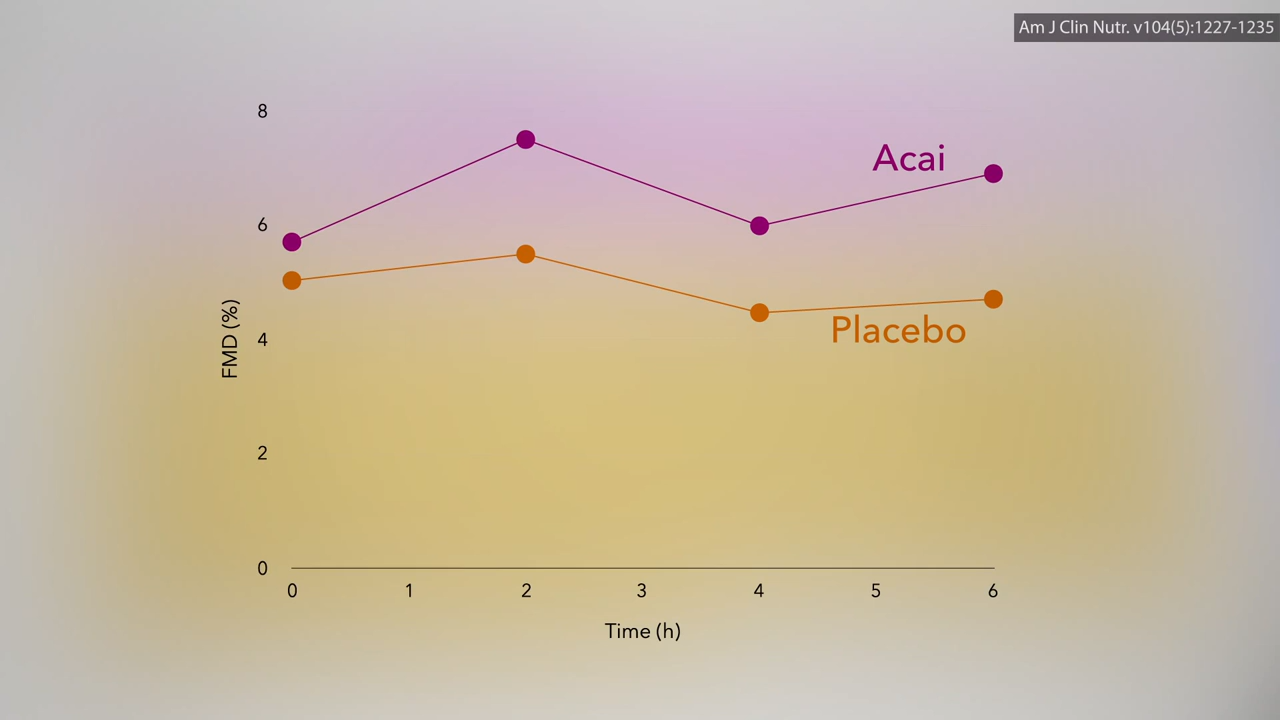 Am J Clin Nutr. v104(5):1227-1235
8
6
4
2
0
FMD (%)
Acai
Placebo
0 1 2 3 4 5 6
Time (h)